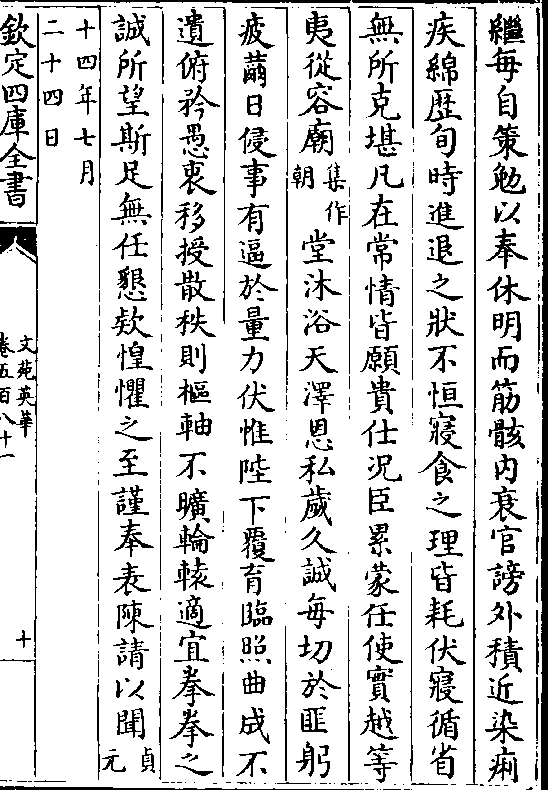 繼每自策勉以奉休明而筋骸内衰官謗外積近染痢
疾綿歴旬時進退之狀不恒寢食之理皆耗伏寢循省
無所克堪凡在常情皆願貴仕况臣累蒙任使實越等
夷從容廟集作朝堂沐浴天澤恩私歲久誠每切於匪躬
疲薾日侵事有逼於量力伏惟陛下覆育臨照曲成不
遺俯矜愚衷移授散秩則樞軸不曠輪轅適宜拳拳之
誠所望斯足無任懇欵惶懼之至謹奉表陳請以聞貞元
十四年七月
二十四日
欽定四庫全書
文苑英華
卷五百八十一
十